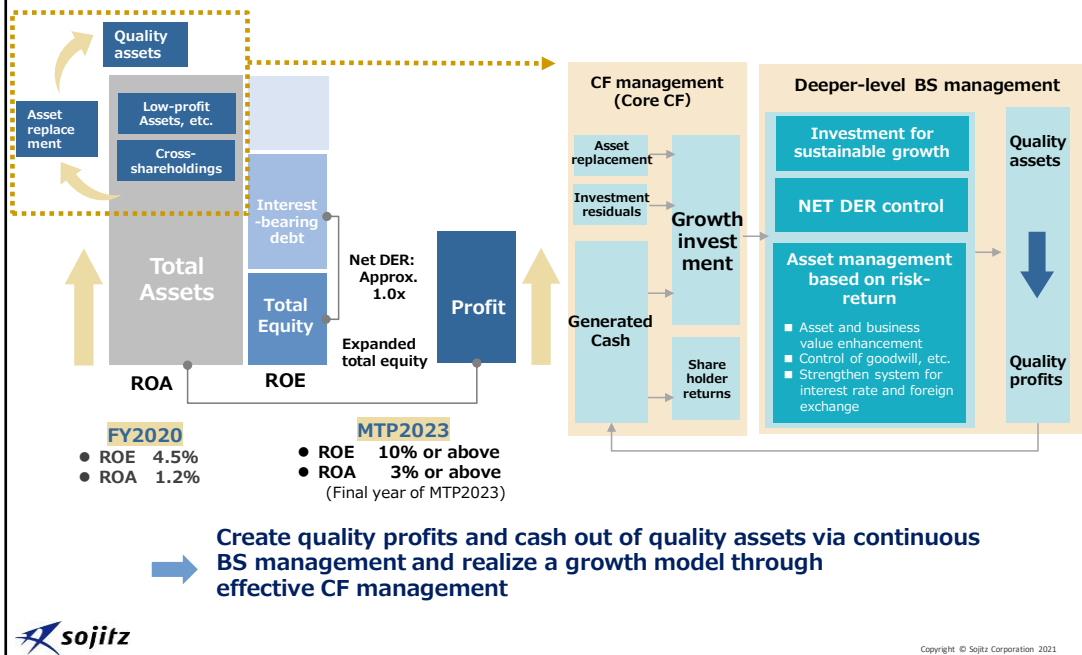 Quality
assets
Asset
replace
ment
Low-profit
Assets, etc.
Cross-
shareholdings
Total
Assets
Interest
-bearing
debt
Total
Equity
Net DER:
Approx.
1.0x
Expanded
total equity
Profit
ROA
ROE
FY2020
● ROE 4.5%
● ROA 1.2%
MTP2023
● ROE 10% or above
● ROA 3% or above
(Final year of MTP2023)
CF management
(Core CF)
Asset
replacement
Investment
residuals
Generated
Cash
Growth
invest
ment
Share
holder
returns
Deeper-level BS management
Investment for
sustainable growth
NET DER control
Asset management
based on risk-
return
■ Asset and business
value enhancement
■ Control of goodwill, etc.
■ Strengthen system for
interest rate and foreign
exchange
Quality
assets
Quality
profits
Create quality profits and cash out of quality assets via continuous
BS management and realize a growth model through
effective CF management
sojitz
Copyright © Sojitz Corporation 2021